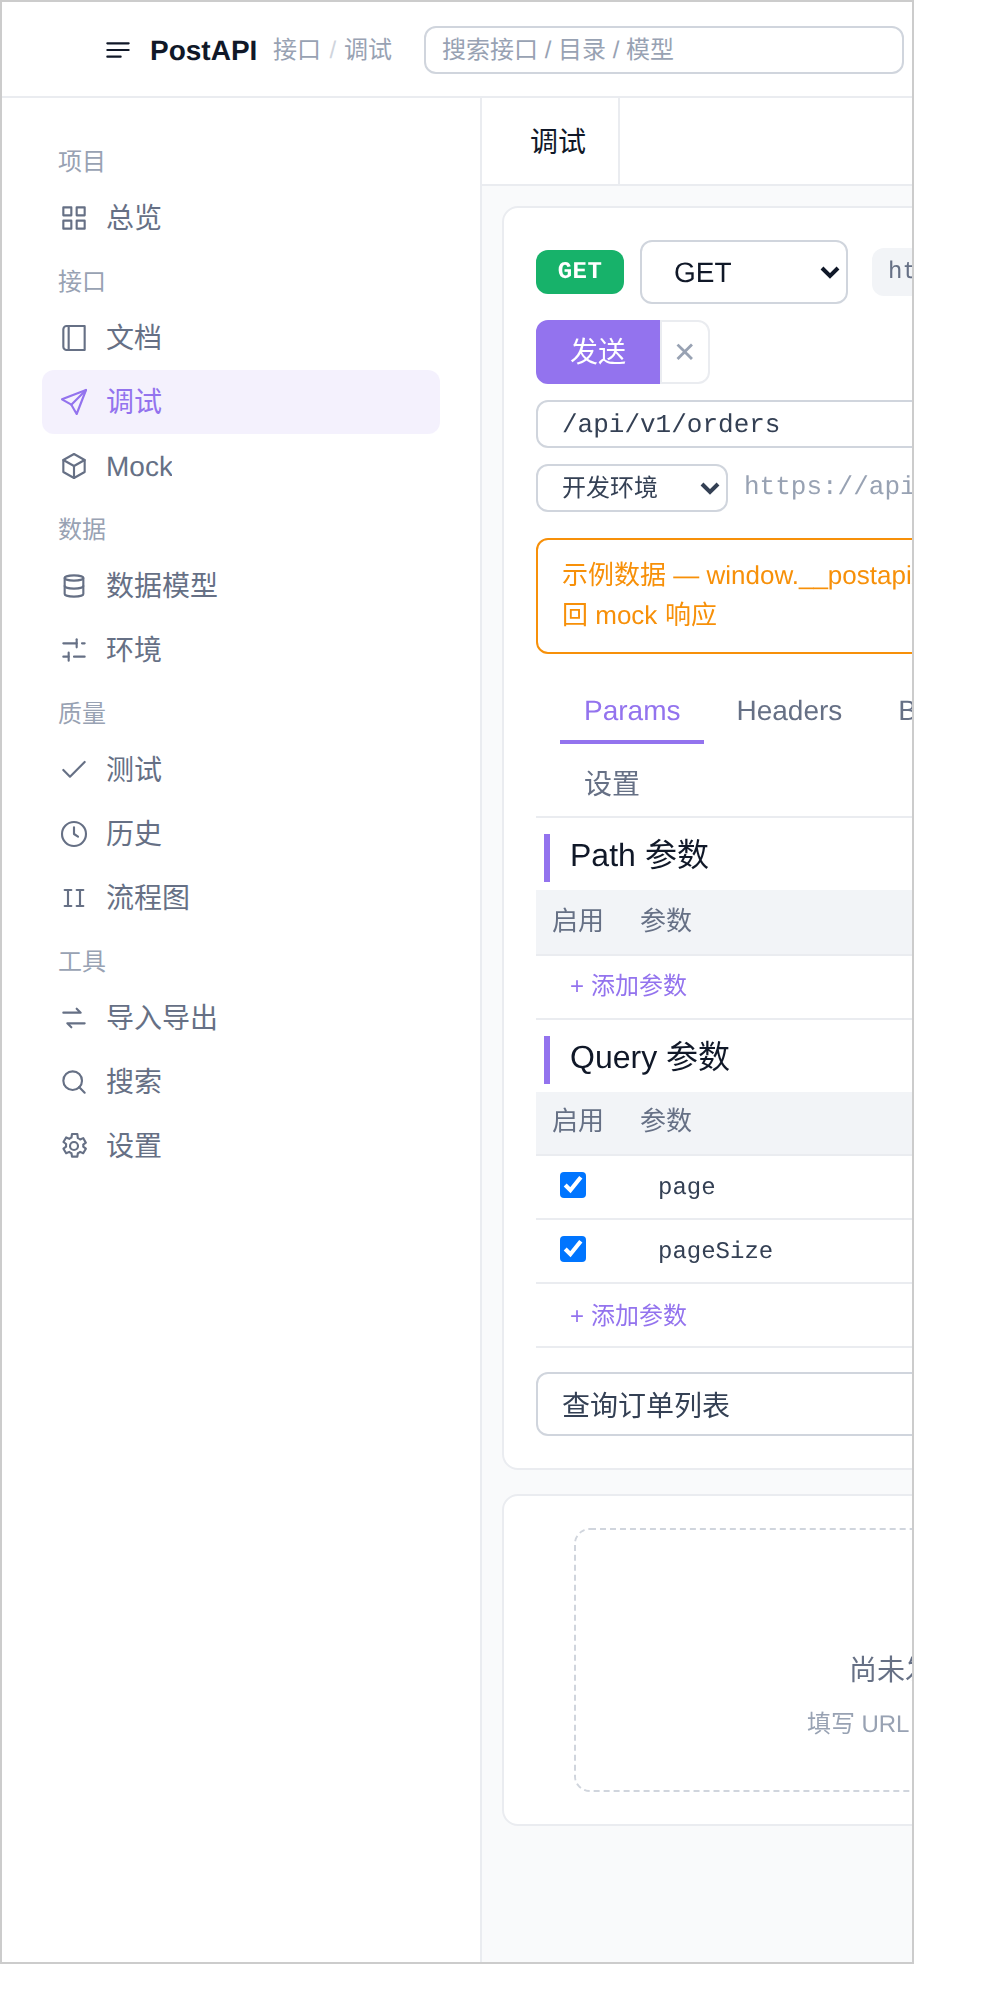 PostAPI 接口 / 调试 搜索接口 / 目录 / 模型
项目
总览
接口
文档
调试
Mock
数据
数据模型
环境
质量
测试
历史
流程图
工具
导入导出
搜索
设置
调试
GET GET ht
发送 ×
/api/v1/orders
开发环境 https://api
示例数据 — window.__postapi
回 mock 响应
Params Headers B
设置
Path 参数
启用 参数
+ 添加参数
Query 参数
启用 参数
page
pageSize
+ 添加参数
查询订单列表
尚未
填写 URL